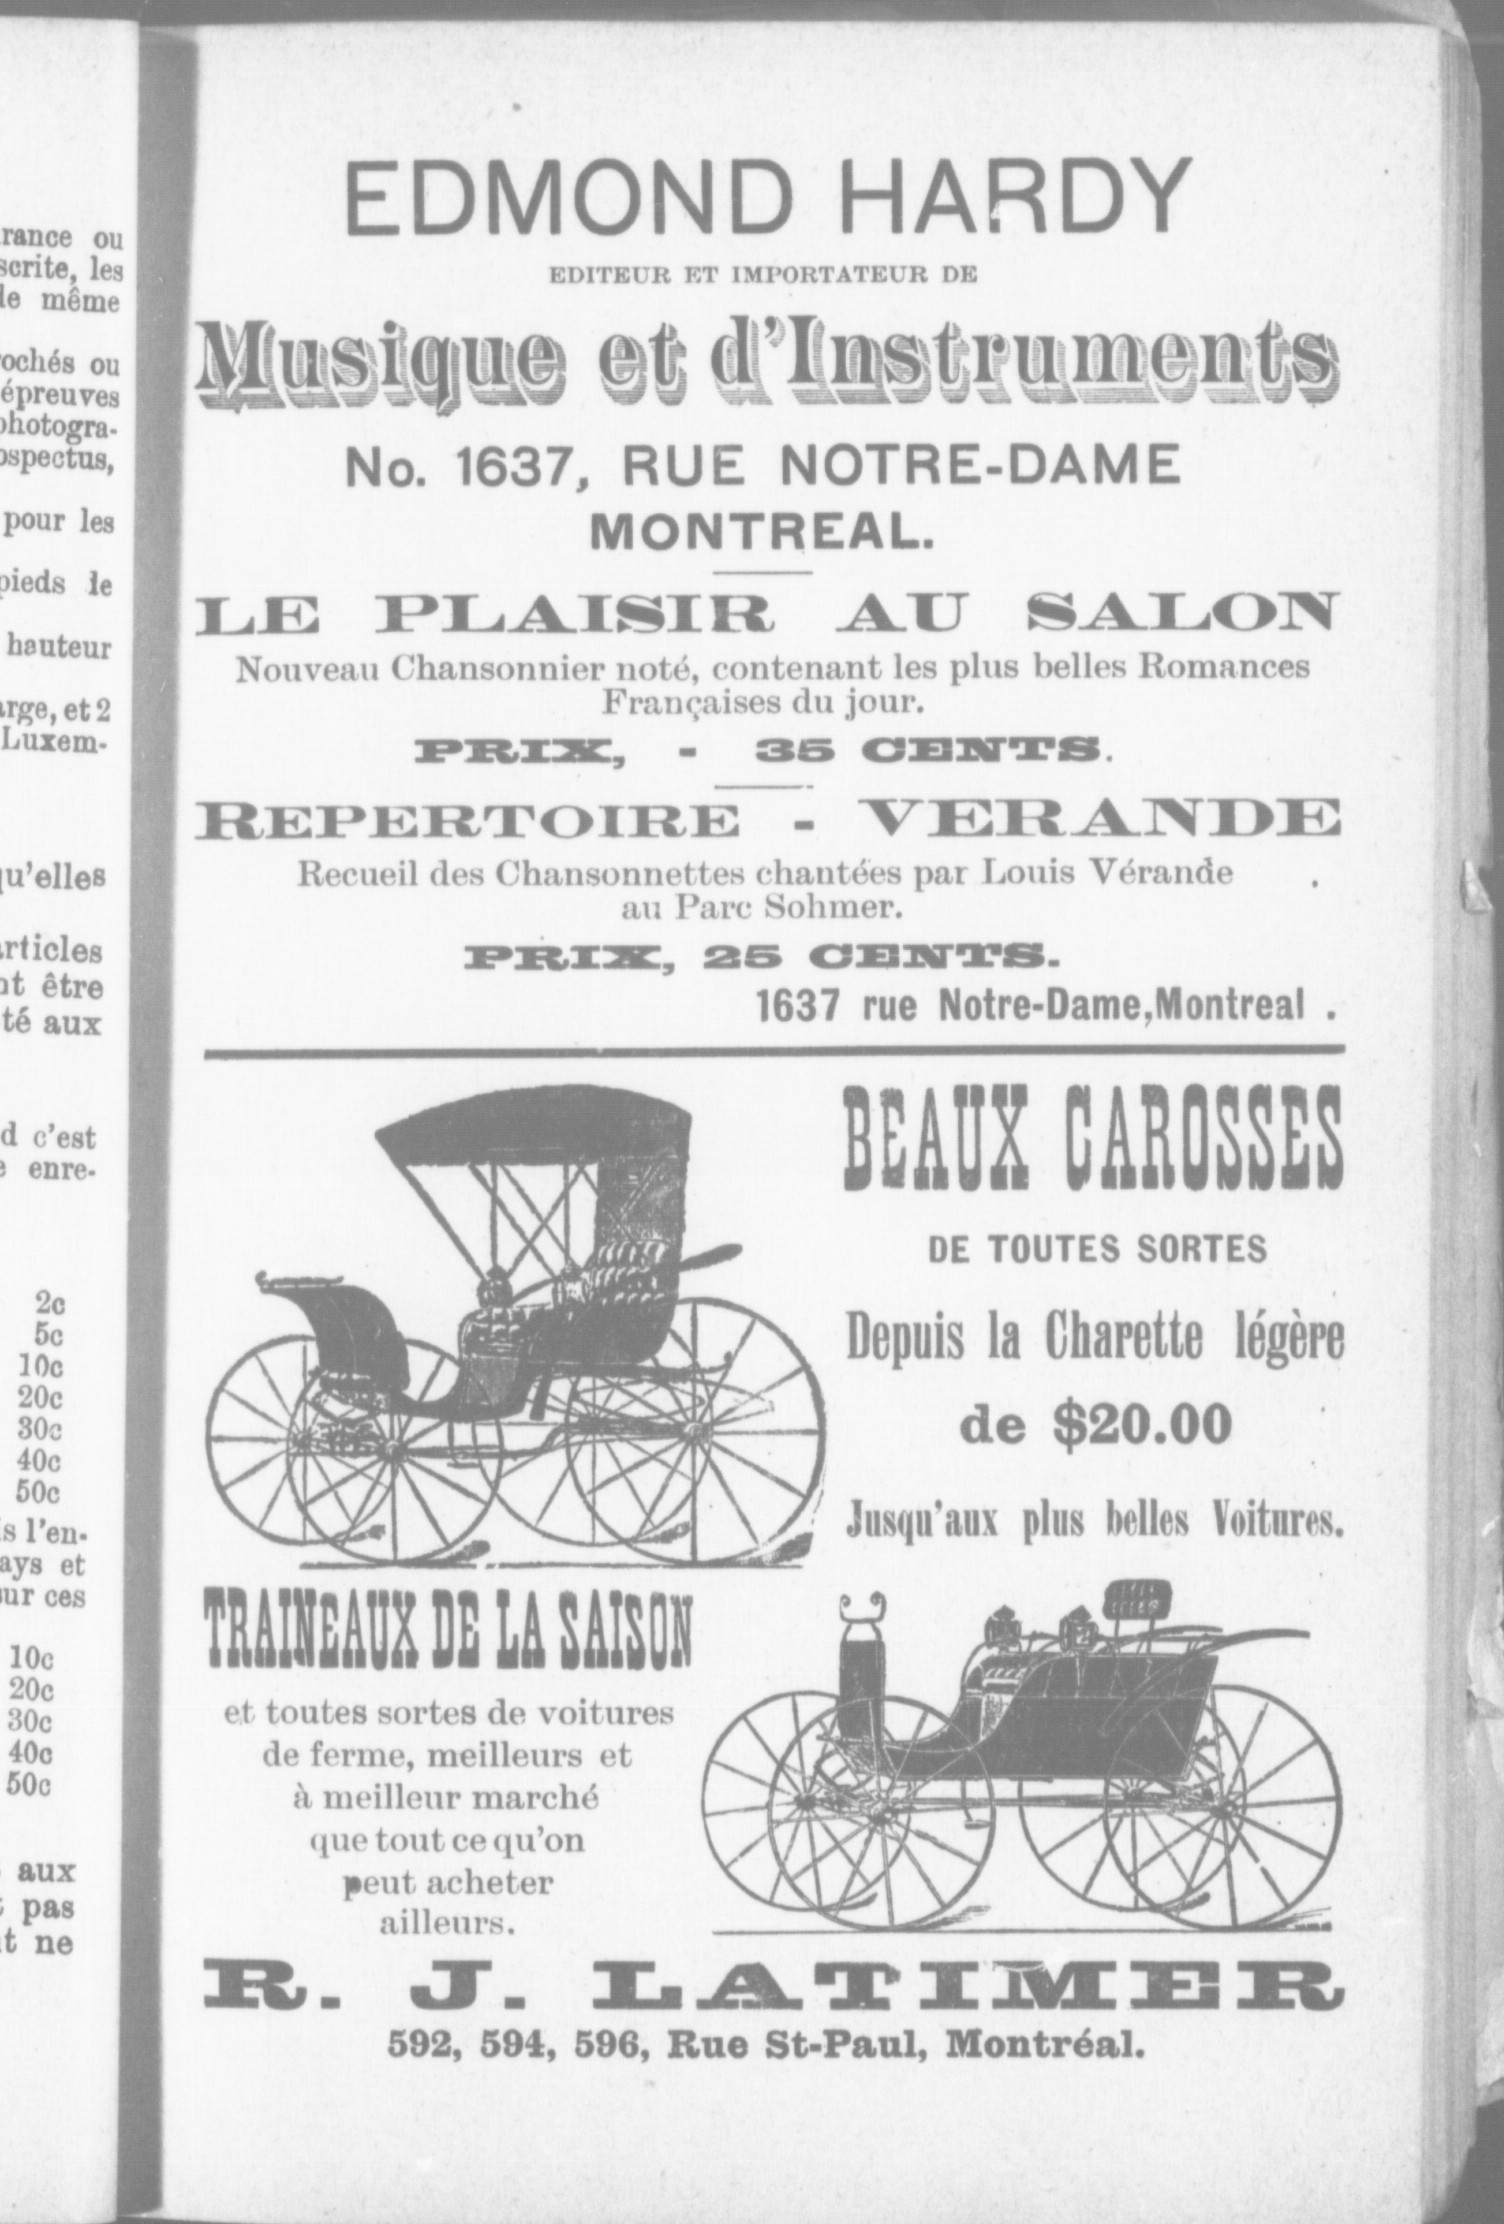 rance ou
scrite, les
de même
ochés ou
épreuves
photogra-
ospectus,
pour les
pieds le
hauteur
arge, et 2
Luxem-
qu'elles
articles
nt être
té aux
d c'est
e enre-
2c
5c
10c
20c
30c
40c
50c
s l'en-
ays et
sur ces
10c
20c
30c
40c
50c
aux
t pas
t ne
EDMOND HARDY
EDITEUR ET IMPORTATEUR DE
Musique et d'Instruments
No. 1637, RUE NOTRE-DAME
MONTREAL.
LE PLAISIR AU SALON
Nouveau Chansonnier noté, contenant les plus belles Romances
Françaises du jour.
PRIX, - 35 CENTS.
REPERTOIRE - VERANDE
Recueil des Chansonnettes chantées par Louis Vérande .
au Parc Sohmer.
PRIX, 25 CENTS.
1637 rue Notre-Dame, Montreal .
BEAUX CAROSSES
DE TOUTES SORTES
Depuis la Charette légère
de $20.00
Jusqu'aux plus belles Voitures.
TRAINEAUX DE LA SAISON
et toutes sortes de voitures
de ferme, meilleurs et
à meilleur marché
que tout ce qu'on
peut acheter
ailleurs.
R. J. LATIMER
592, 594, 596, Rue St-Paul, Montréal.